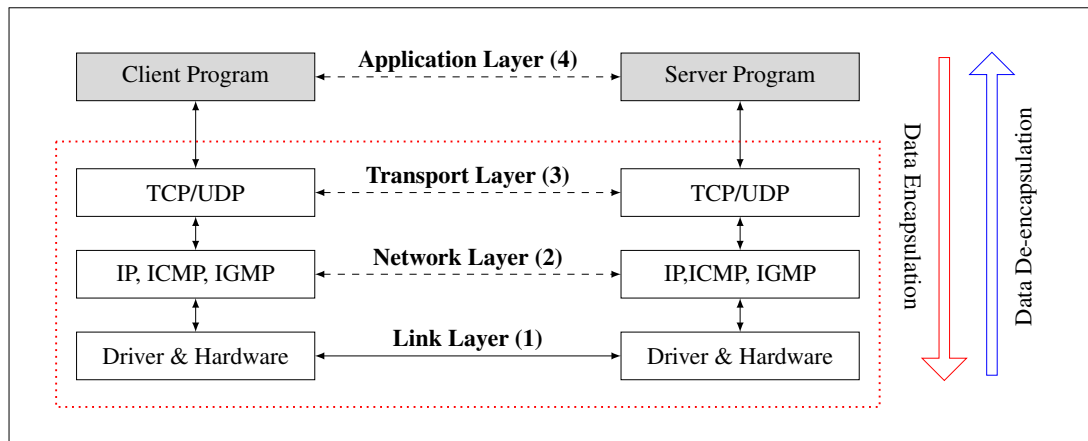 Client Program
Application Layer (4)
Server Program
TCP/UDP
Transport Layer (3)
TCP/UDP
IP, ICMP, IGMP
Network Layer (2)
IP,ICMP, IGMP
Driver & Hardware
Link Layer (1)
Driver & Hardware
Data Encapsulation
Data De-encapsulation